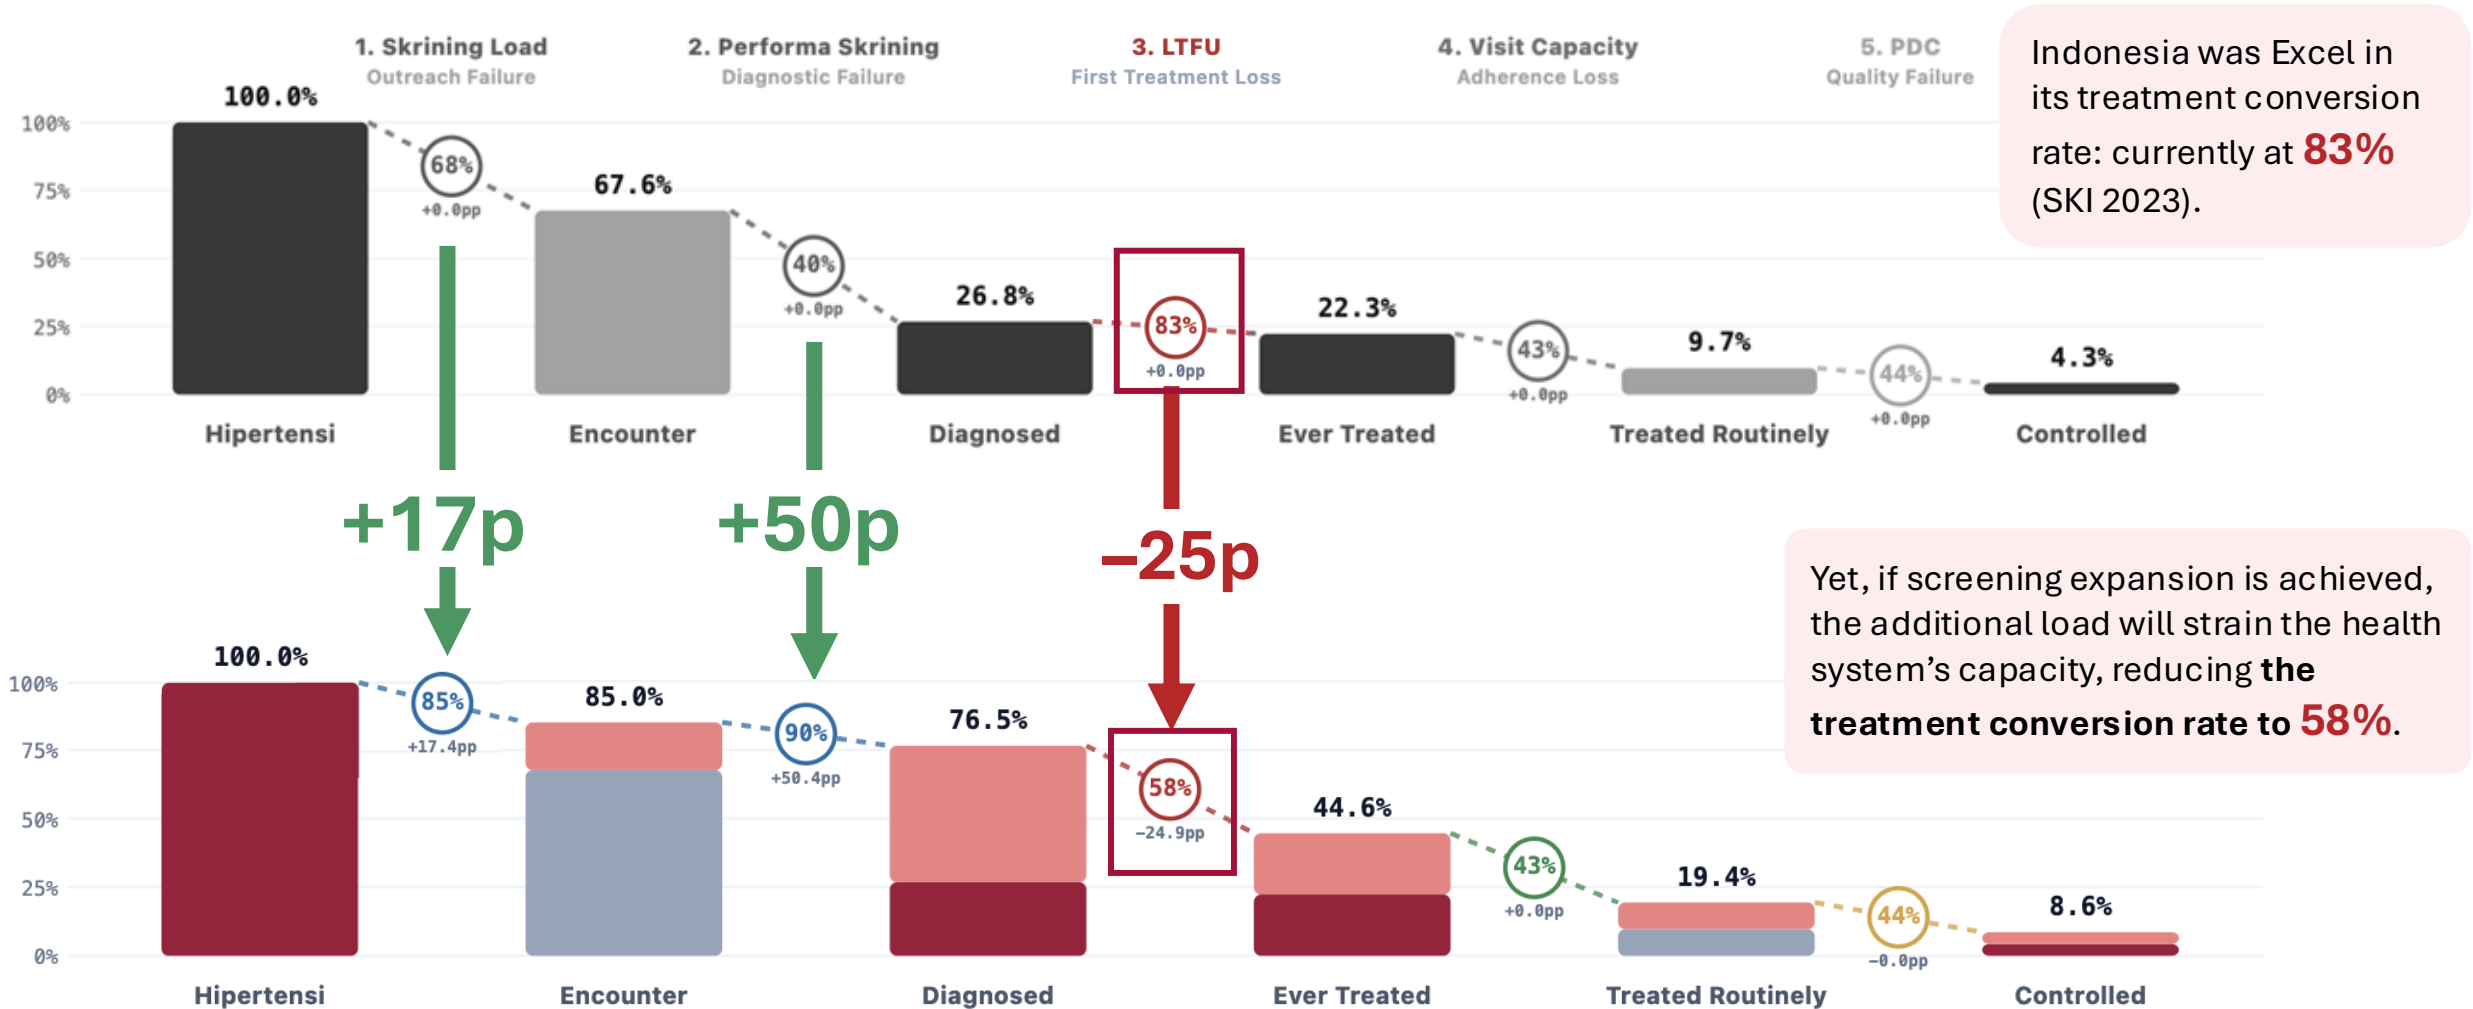 1. Skrining Load
Outreach Failure
2. Performa Skrining
Diagnostic Failure
3. LTFU
First Treatment Loss
4. Visit Capacity
Adherence Loss
5. PDC
Quality Failure
Indonesia was Excel in
its treatment conversion
rate: currently at 83%
(SKI 2023).
100%
75%
50%
25%
0%
100.0%
68%
+0.0pp
67.6%
40%
+0.0pp
26.8%
83%
+0.0pp
22.3%
43%
+0.0pp
9.7%
44%
+0.0pp
4.3%
Hipertensi
Encounter
Diagnosed
Ever Treated
Treated Routinely
Controlled
+17p
+50p
–25p
Yet, if screening expansion is achieved,
the additional load will strain the health
system’s capacity, reducing the
treatment conversion rate to 58%.
100%
75%
50%
25%
0%
100.0%
85%
+17.4pp
85.0%
90%
+50.4pp
76.5%
58%
−24.9pp
44.6%
43%
+0.0pp
19.4%
44%
−0.0pp
8.6%
Hipertensi
Encounter
Diagnosed
Ever Treated
Treated Routinely
Controlled